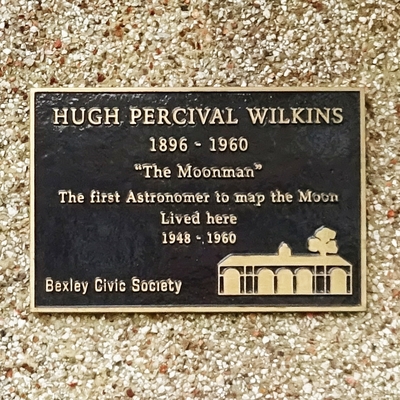 HUGH PERCIVAL WILKINS
1896 - 1960
"The Moonman"
The first Astronomer to map the Moon
Lived here
1948 - 1960
Bexley Civic Society